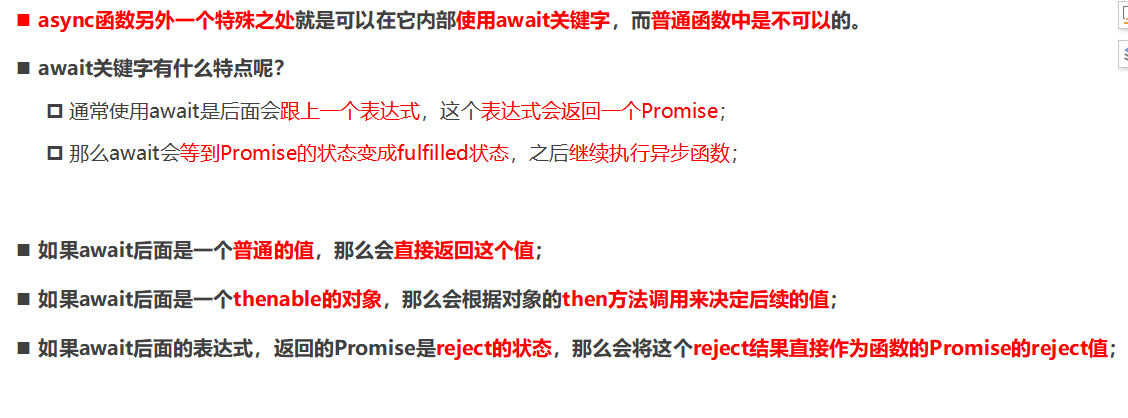 async函数另外一个特殊之处就是可以在它内部使用await关键字，而普通函数中是不可以的。
await关键字有什么特点呢？
通常使用await是后面会跟上一个表达式，这个表达式会返回一个Promise；
那么await会等到Promise的状态变成fulfilled状态，之后继续执行异步函数；
如果await后面是一个普通的值，那么会直接返回这个值；
如果await后面是一个thenable的对象，那么会根据对象的then方法调用来决定后续的值；
如果await后面的表达式，返回的Promise是reject的状态，那么会将这个reject结果直接作为函数的Promise的reject值；